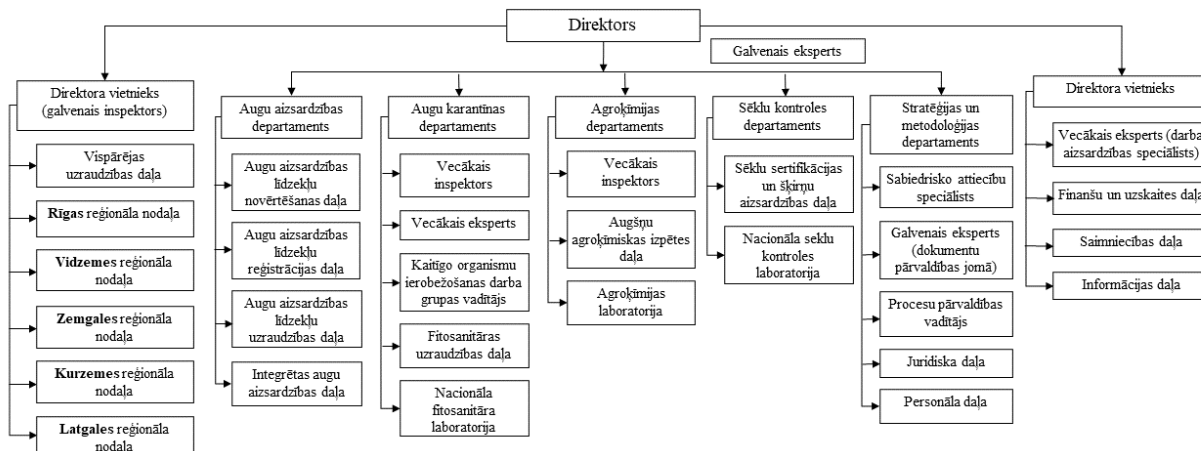 Direktors
Galvenais eksperts
Direktora vietnieks
(galvenais inspektors)
Vispārējas
uzraudzības daļa
Rīgas reģionāla nodaļa
Vidzemes reģionāla
nodaļa
Zemgales reģionāla
nodaļa
Kurzemes reģionāla
nodaļa
Latgales reģionāla
nodaļa
Augu aizsardzības
departaments
Augu aizsardzības
līdzekļu
novērtēšanas daļa
Augu aizsardzības
līdzekļu
reģistrācijas daļa
Augu aizsardzības
līdzekļu
uzraudzības daļa
Integrētas augu
aizsardzības daļa
Augu karantīnas
departaments
Vecākais
inspektors
Vecākais eksperts
Kaitīgo organismu
ierobežošanas darba
grupas vadītājs
Fitosanitāras
uzraudzības daļa
Nacionāla
fitosanitāra
laboratorija
Agroķīmijas
departaments
Vecākais
inspektors
Augšņu
agroķīmiskas izpētes
daļa
Agroķīmijas
laboratorija
Sēklu kontroles
departaments
Sēklu sertifikācijas
un šķirņu
aizsardzības daļa
Nacionāla seklu
kontroles
laboratorija
Stratēģijas un
metodoloģijas
departaments
Sabiedrisko attiecību
speciālists
Galvenais eksperts
(dokumentu
pārvaldības jomā)
Procesu pārvaldības
vadītājs
Juridiska daļa
Personāla daļa
Direktora vietnieks
Vecākais eksperts (darba
aizsardzības speciālists)
Finanšu un uzskaites daļa
Saimniecības daļa
Informācijas daļa